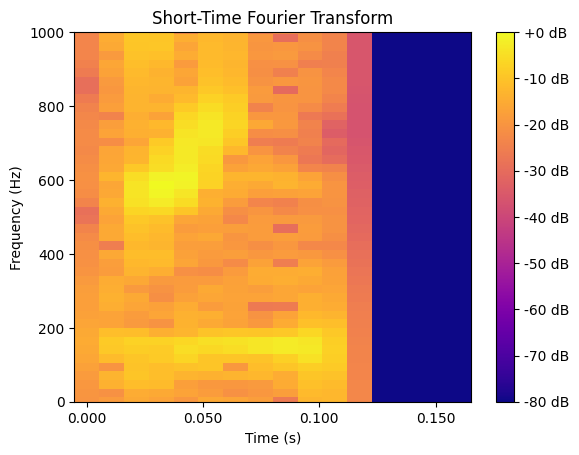 Short-Time Fourier Transform
Frequency (Hz)
1000
800
600
400
200
0
0.000 0.050 0.100 0.150
Time (s)
+0 dB
-10 dB
-20 dB
-30 dB
-40 dB
-50 dB
-60 dB
-70 dB
-80 dB